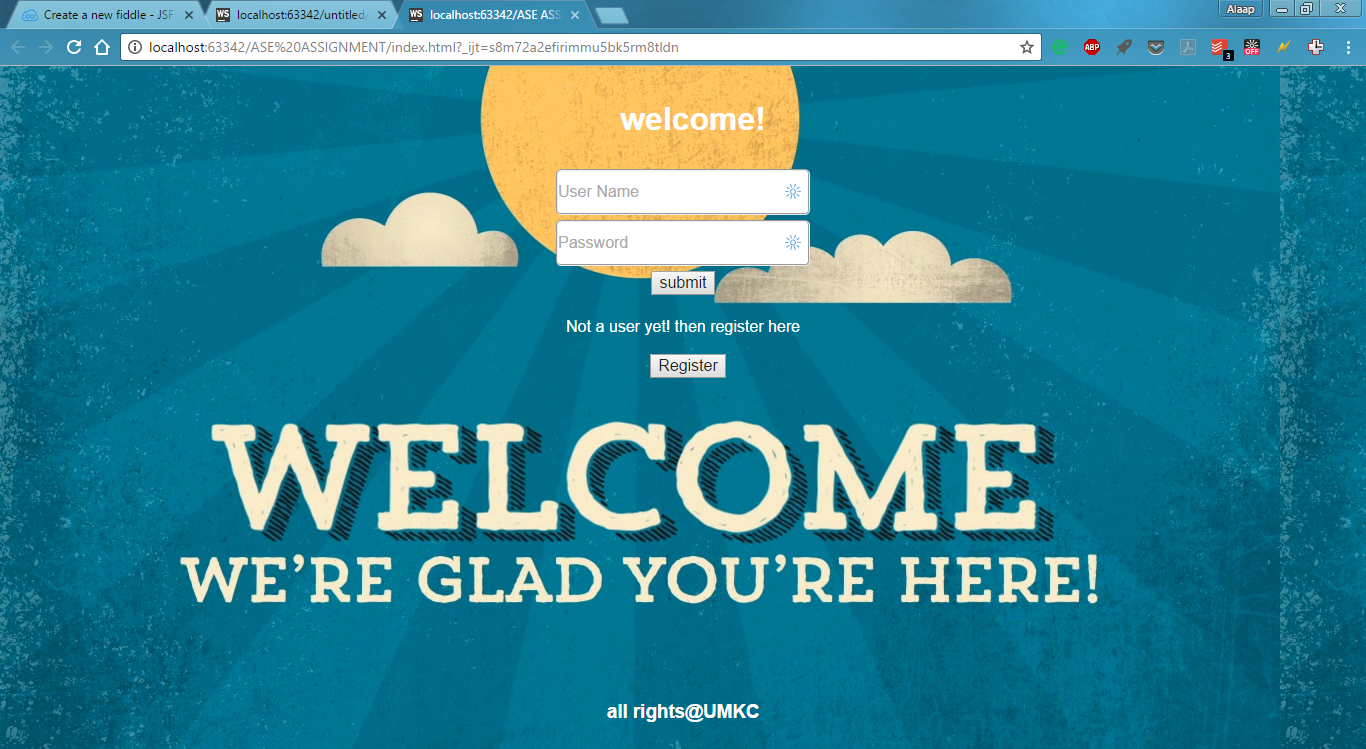 Create a new fiddle - JSF
localhost:63342/untitled/
localhost:63342/ASE ASS
Alaap
localhost:63342/ASE%20ASSIGNMENT/index.html?_ijt=s8m72a2efirimmu5bk5rm8tldn
ABP
3
OFF
welcome!
User Name
Password
submit
Not a user yet! then register here
Register
WELCOME
WE'RE GLAD YOU'RE HERE!
all rights@UMKC